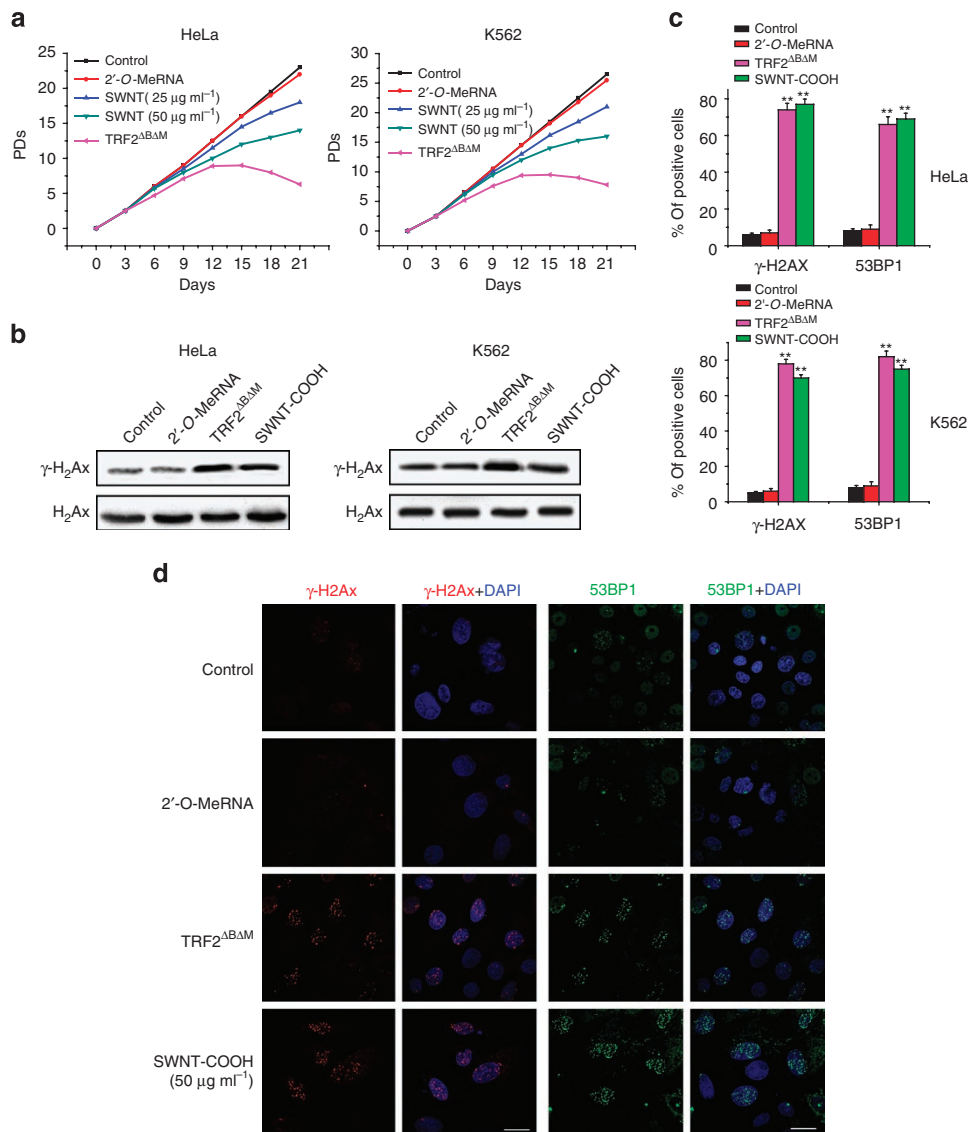 a
HeLa
K562
PDs
25
20
15
10
5
0
0 3 6 9 12 15 18 21
Days
Control
2′-O-MeRNA
SWNT( 25 μg ml⁻¹)
SWNT (50 μg ml⁻¹)
TRF2ΔBΔM
PDs
30
25
20
15
10
5
0
0 3 6 9 12 15 18 21
Days
Control
2′-O-MeRNA
SWNT( 25 μg ml⁻¹)
SWNT (50 μg ml⁻¹)
TRF2ΔBΔM
b
HeLa
K562
Control 2′-O-MeRNA TRF2ΔBΔM SWNT-COOH
Control 2′-O-MeRNA TRF2ΔBΔM SWNT-COOH
γ-H₂Ax
H₂Ax
γ-H₂Ax
H₂Ax
c
Control
2′-O-MeRNA
TRF2ΔBΔM
SWNT-COOH
% Of positive cells
80
60
40
20
0
** **
** **
γ-H2AX 53BP1
HeLa
Control
2'-O-MeRNA
TRF2ΔBΔM
SWNT-COOH
% Of positive cells
80
60
40
20
0
** **
** **
γ-H2AX 53BP1
K562
d
γ-H2Ax γ-H2Ax+DAPI 53BP1 53BP1+DAPI
Control
2′-O-MeRNA
TRF2ΔBΔM
SWNT-COOH
(50 μg ml⁻¹)